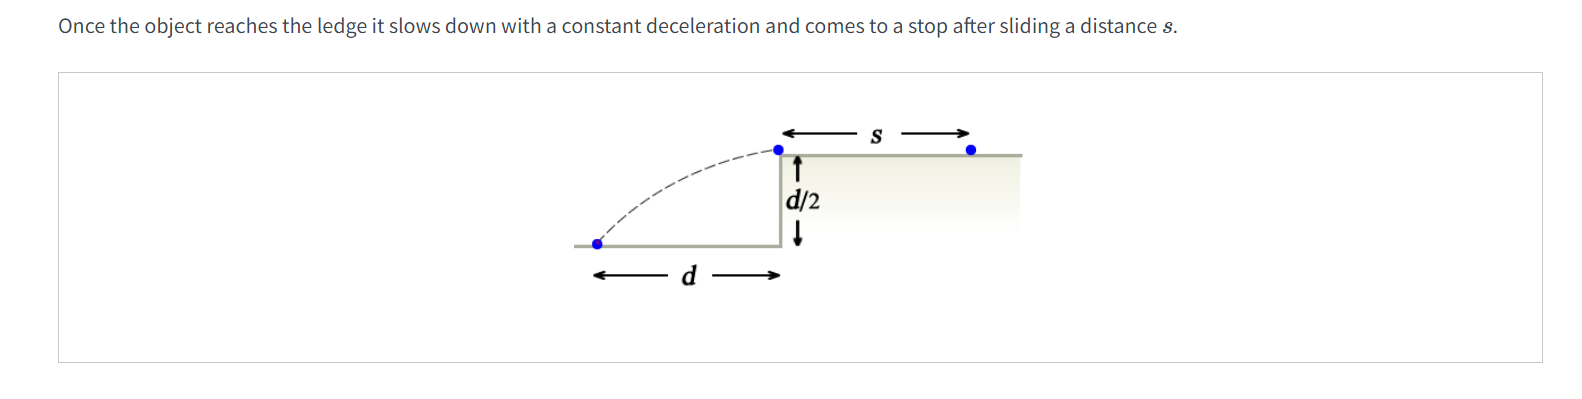 Once the object reaches the ledge it slows down with a constant deceleration and comes to a stop after sliding a distance s.
s
d/2
d